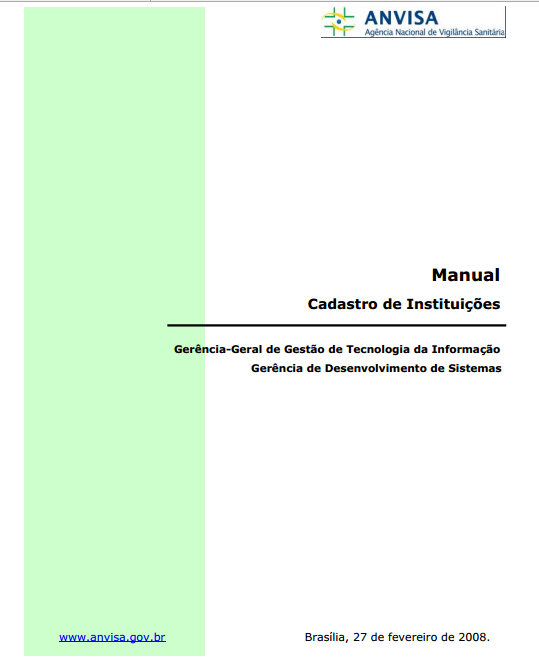 ANVISA
Agência Nacional de Vigilância Sanitária
Manual
Cadastro de Instituições
Gerência-Geral de Gestão de Tecnologia da Informação
Gerência de Desenvolvimento de Sistemas
www.anvisa.gov.br
Brasília, 27 de fevereiro de 2008.